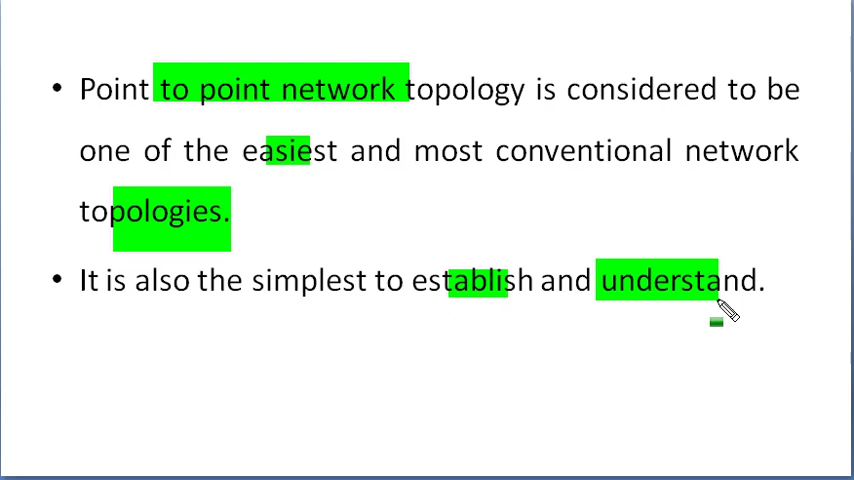 • Point to point network topology is considered to be
one of the easiest and most conventional network
topologies.
• It is also the simplest to establish and understand.